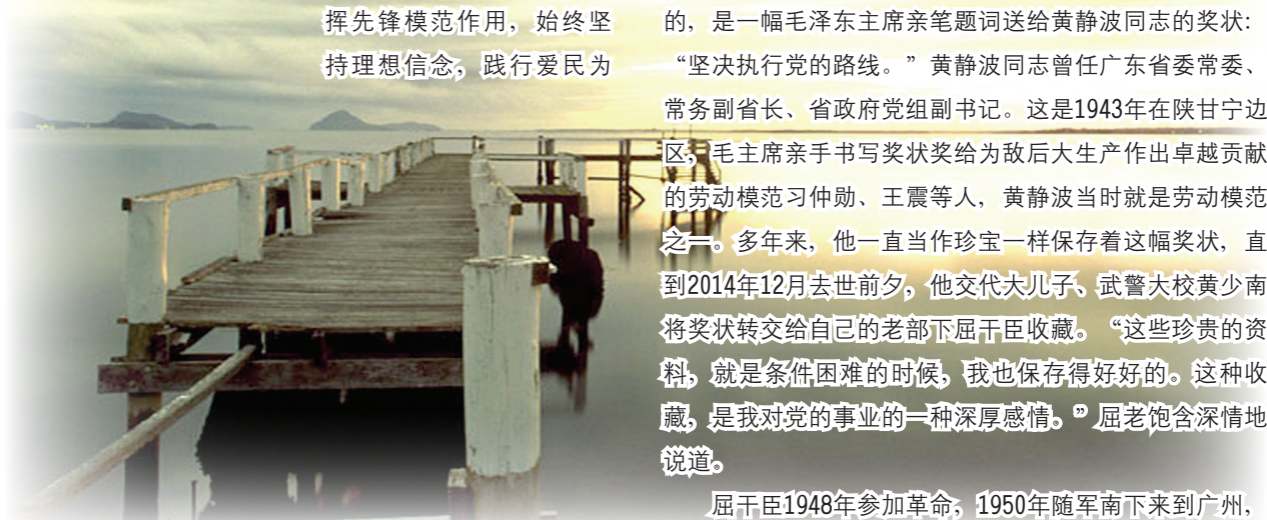 挥先锋模范作用，始终坚
持理想信念，践行爱民为
的，是一幅毛泽东主席亲笔题词送给黄静波同志的奖状：
“坚决执行党的路线。”黄静波同志曾任广东省委常委、
常务副省长、省政府党组副书记。这是1943年在陕甘宁边
区，毛主席亲手书写奖状奖给为敌后大生产作出卓越贡献
的劳动模范习仲勋、王震等人，黄静波当时就是劳动模范
之一。多年来，他一直当作珍宝一样保存着这幅奖状，直
到2014年12月去世前夕，他交代大儿子、武警大校黄少南
将奖状转交给自己的老部下屈干臣收藏。“这些珍贵的资
料，就是条件困难的时候，我也保存得好好的。这种收
藏，是我对党的事业的一种深厚感情。”屈老饱含深情地
说道。
屈干臣1948年参加革命，1950年随军南下来到广州，